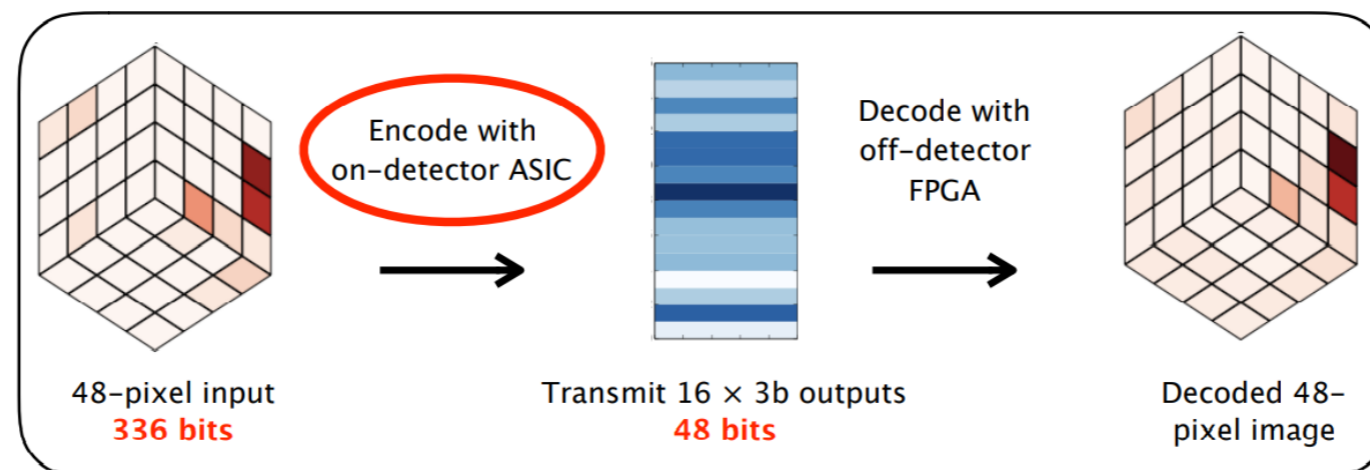 Encode with
on-detector ASIC
Decode with
off-detector
FPGA
48-pixel input
336 bits
Transmit 16 × 3b outputs
48 bits
Decoded 48-
pixel image